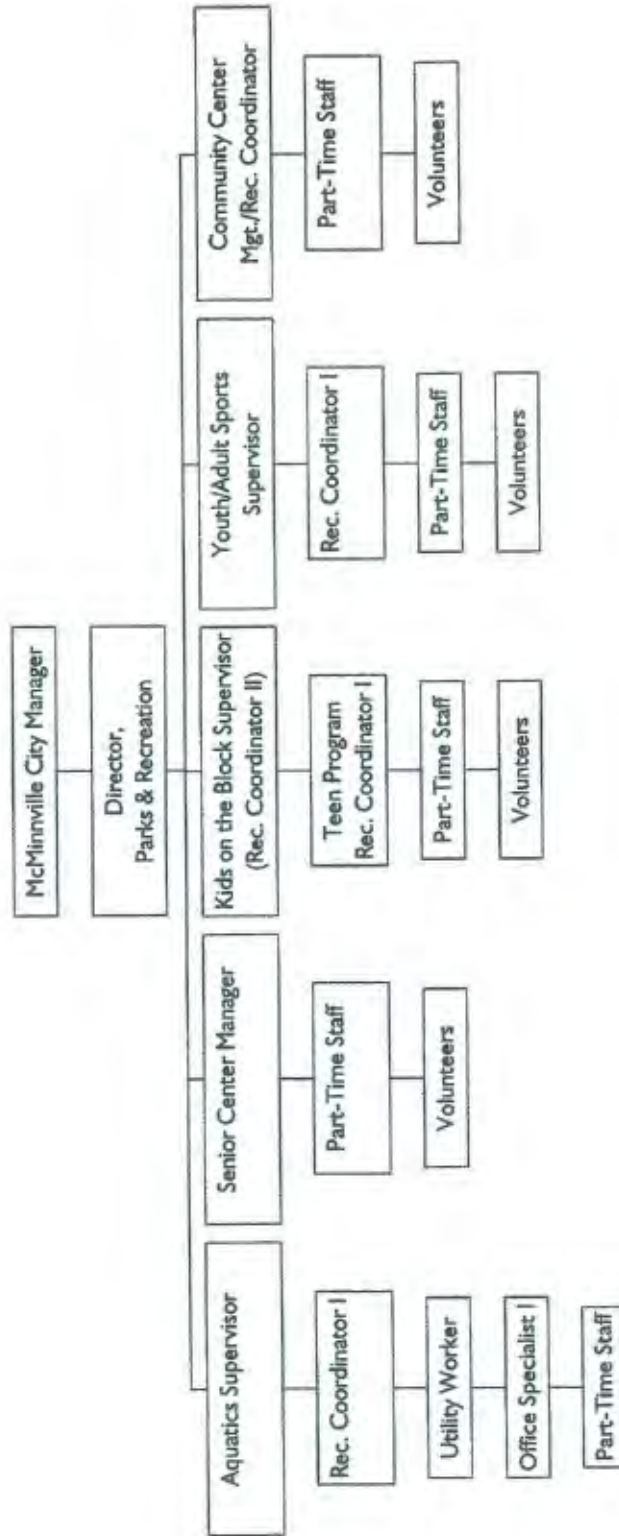 McMinnville City Manager
Director,
Parks & Recreation
Aquatics Supervisor
Rec. Coordinator I
Utility Worker
Office Specialist I
Part-Time Staff
Senior Center Manager
Part-Time Staff
Volunteers
Kids on the Block Supervisor
(Rec. Coordinator II)
Teen Program
Rec. Coordinator I
Part-Time Staff
Volunteers
Youth/Adult Sports
Supervisor
Rec. Coordinator I
Part-Time Staff
Volunteers
Community Center
Mgt./Rec. Coordinator
Part-Time Staff
Volunteers